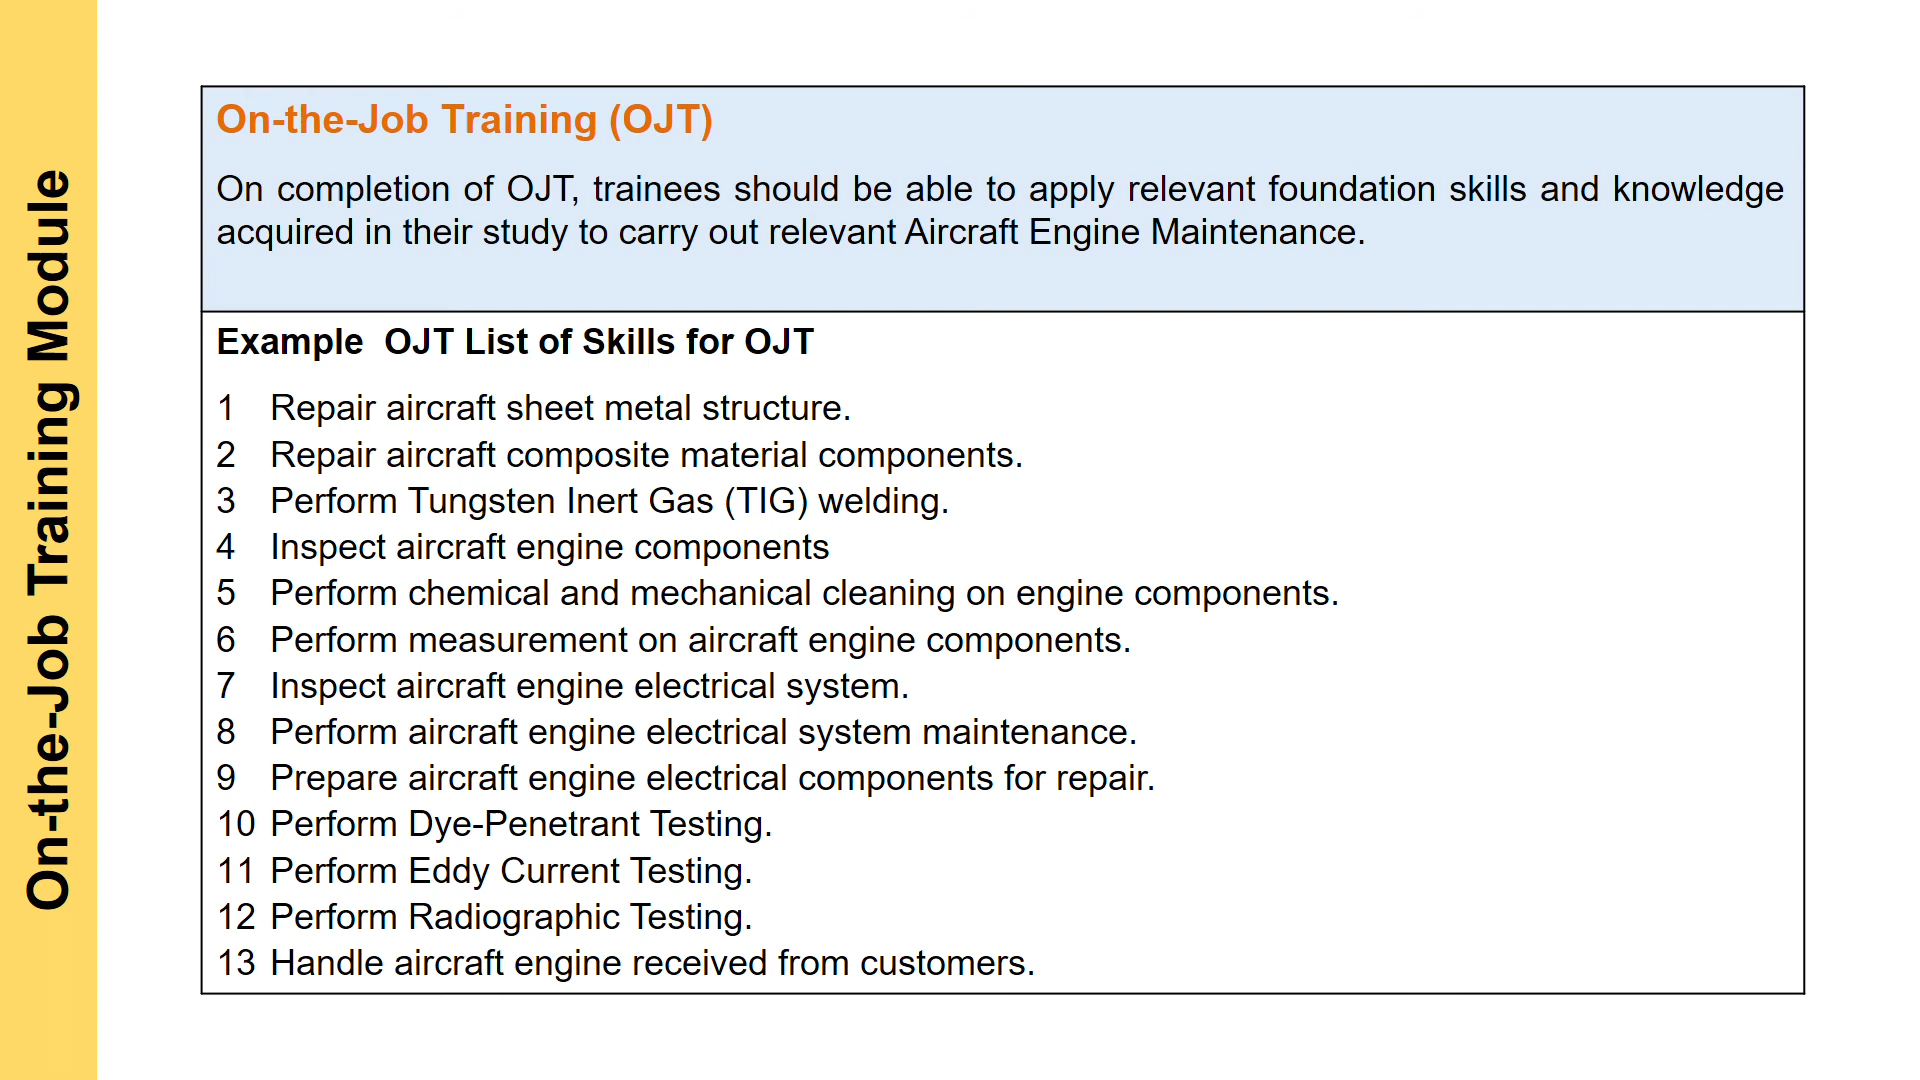 On-the-Job Training Module
On-the-Job Training (OJT)
On completion of OJT, trainees should be able to apply relevant foundation skills and knowledge
acquired in their study to carry out relevant Aircraft Engine Maintenance.
Example  OJT List of Skills for OJT
1 Repair aircraft sheet metal structure.
2 Repair aircraft composite material components.
3 Perform Tungsten Inert Gas (TIG) welding.
4 Inspect aircraft engine components
5 Perform chemical and mechanical cleaning on engine components.
6 Perform measurement on aircraft engine components.
7 Inspect aircraft engine electrical system.
8 Perform aircraft engine electrical system maintenance.
9 Prepare aircraft engine electrical components for repair.
10 Perform Dye-Penetrant Testing.
11 Perform Eddy Current Testing.
12 Perform Radiographic Testing.
13 Handle aircraft engine received from customers.